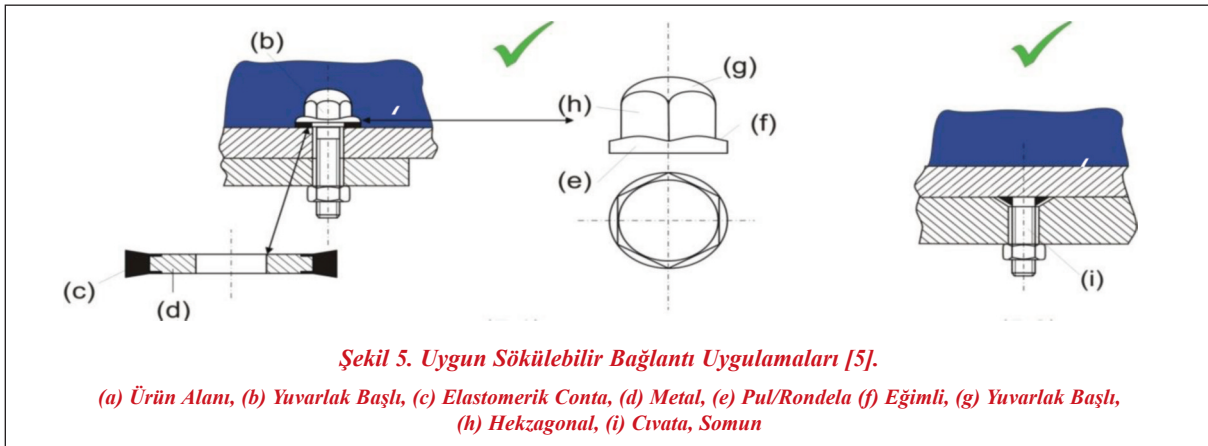 (b)
(g)
(h)
(f)
(e)
(c)
(d)
(i)
Şekil 5. Uygun Sökülebilir Bağlantı Uygulamaları [5].
(a) Ürün Alanı, (b) Yuvarlak Başlı, (c) Elastomerik Conta, (d) Metal, (e) Pul/Rondela (f) Eğimli, (g) Yuvarlak Başlı,
(h) Hekzagonal, (i) Cıvata, Somun